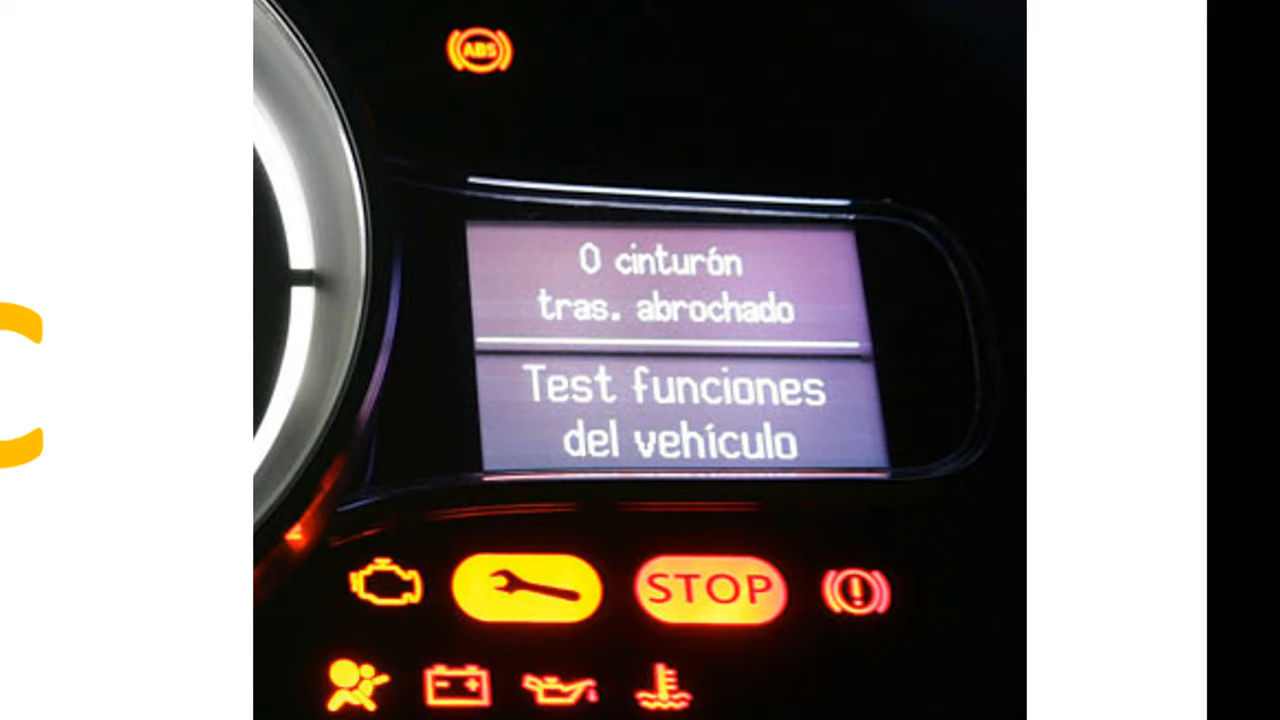 ABS
0 cinturón
tras. abrochado
Test funciones
del vehículo
STOP